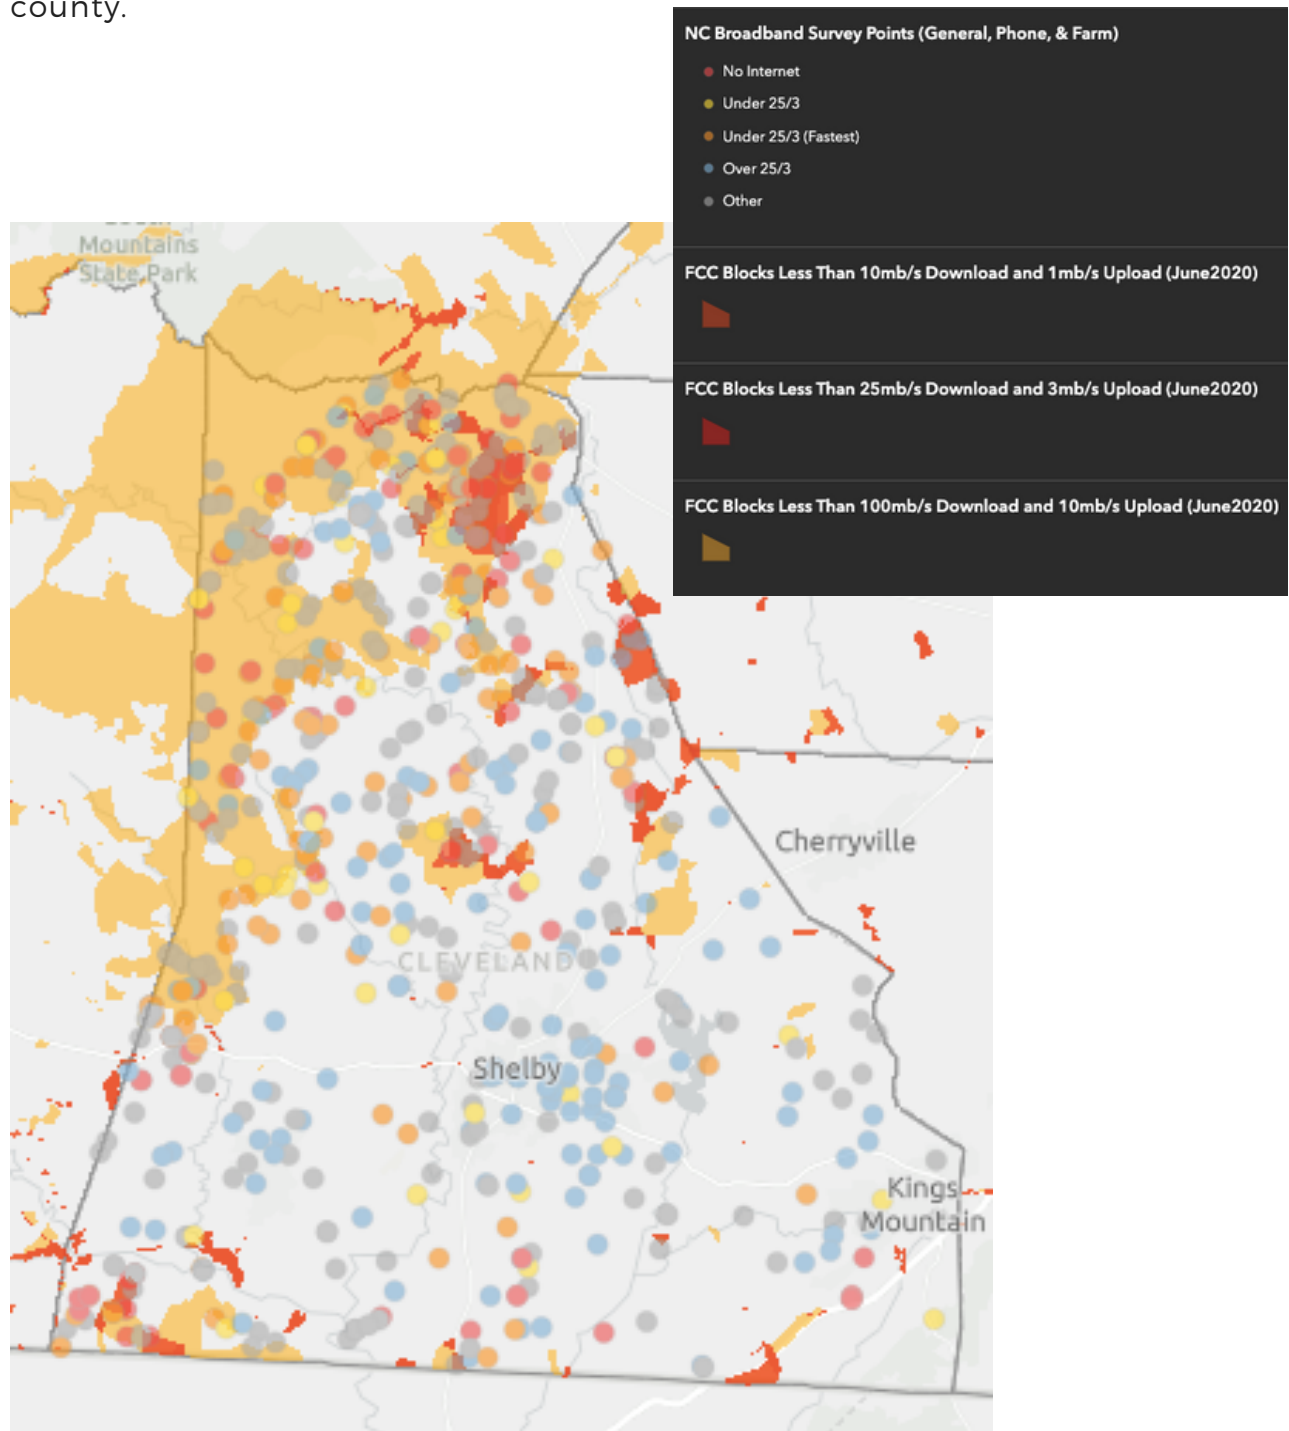 county.
NC Broadband Survey Points (General, Phone, & Farm)
No Internet
Under 25/3
Under 25/3 (Fastest)
Over 25/3
Other
FCC Blocks Less Than 10mb/s Download and 1mb/s Upload (June2020)
FCC Blocks Less Than 25mb/s Download and 3mb/s Upload (June2020)
FCC Blocks Less Than 100mb/s Download and 10mb/s Upload (June2020)
Mountains
State Park
Cherryville
CLEVELAND
Shelby
Kings
Mountain